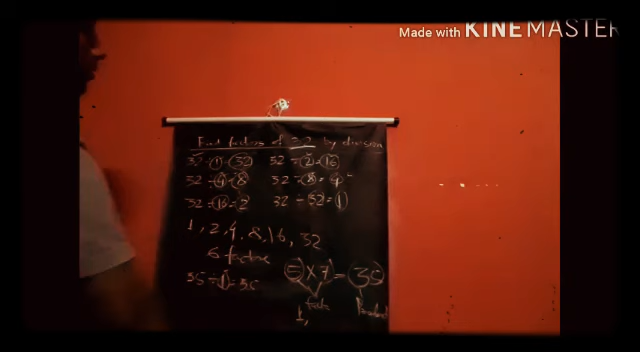 Made with KINEMASTER
Find factors of 32 by division
32 ÷ 1 = 32   32 ÷ 2 = 16
32 ÷ 4 = 8   32 ÷ 8 = 4
32 ÷ 16 = 2   32 ÷ 32 = 1
1, 2, 4, 8, 16, 32
6 factors
35 ÷ 1 = 35   5 × 7 = 35
1,